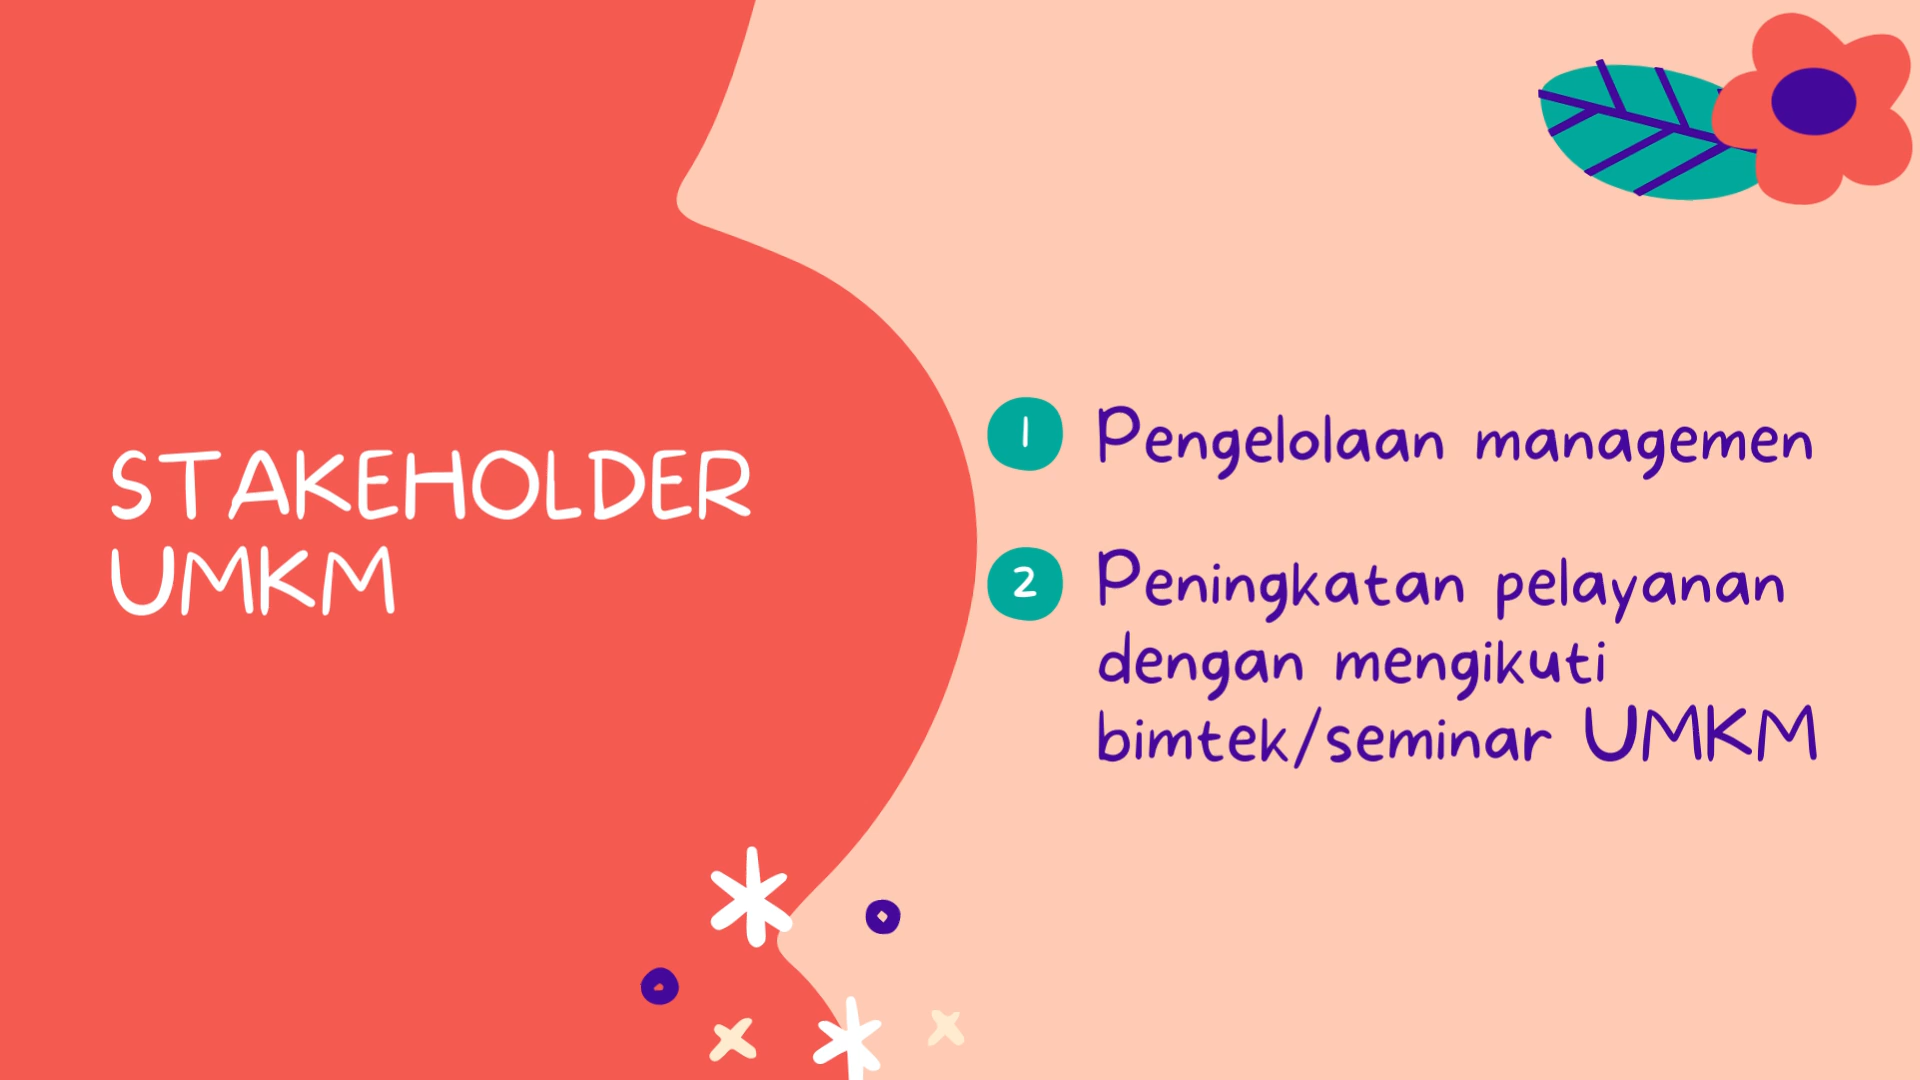 STAKEHOLDER
UMKM
1 Pengelolaan managemen
2 Peningkatan pelayanan
dengan mengikuti
bimtek/seminar UMKM